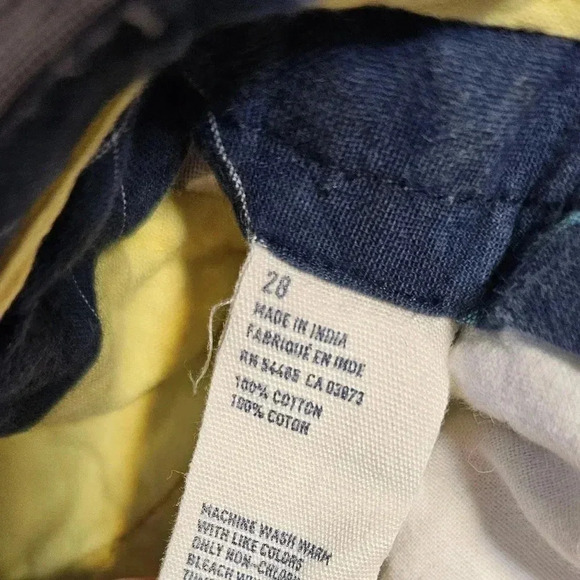 28
MADE IN INDIA
FABRIQUÉ EN INDE
RN 54485 CA 03873
100% COTTON
100% COTON
MACHINE WASH WARM
WITH LIKE COLORS
ONLY NON-CHLORINE
BLEACH